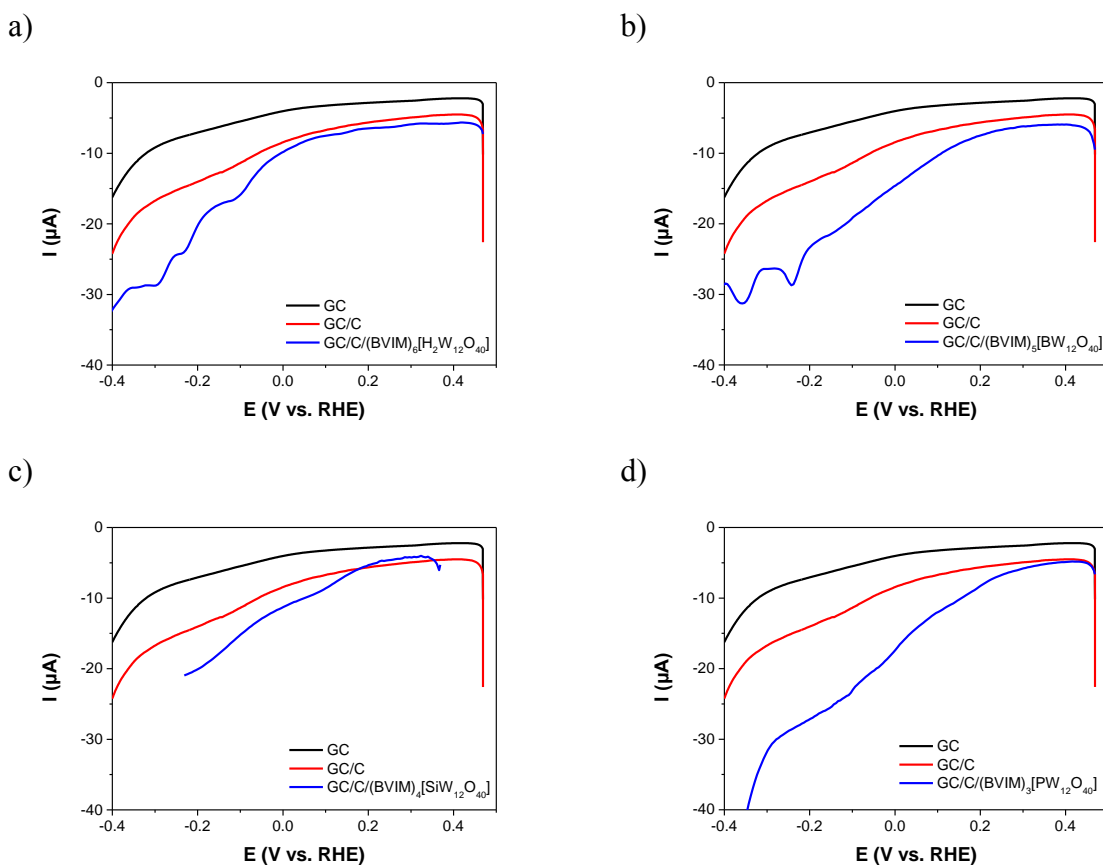 a)
0
-10
-20
-30
-40
I (µA)
-0.4 -0.2 0.0 0.2 0.4
E (V vs. RHE)
GC
GC/C
GC/C/(BVIM)₆[H₂W₁₂O₄₀]
b)
0
-10
-20
-30
-40
I (µA)
-0.4 -0.2 0.0 0.2 0.4
E (V vs. RHE)
GC
GC/C
GC/C/(BVIM)₅[BW₁₂O₄₀]
c)
0
-10
-20
-30
-40
I (µA)
-0.4 -0.2 0.0 0.2 0.4
E (V vs. RHE)
GC
GC/C
GC/C/(BVIM)₄[SiW₁₂O₄₀]
d)
0
-10
-20
-30
-40
I (µA)
-0.4 -0.2 0.0 0.2 0.4
E (V vs. RHE)
GC
GC/C
GC/C/(BVIM)₃[PW₁₂O₄₀]